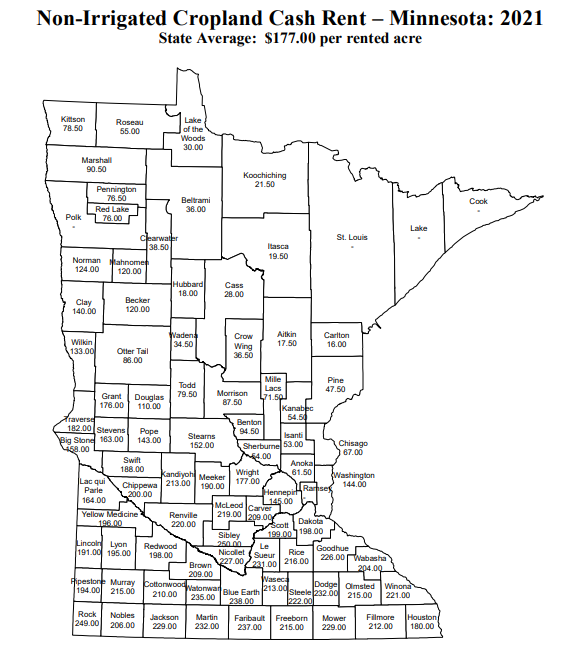 Non-Irrigated Cropland Cash Rent – Minnesota: 2021
State Average: $177.00 per rented acre
Kittson
78.50
Roseau
55.00
Lake
of the
Woods
30.00
Marshall
90.50
Koochiching
21.50
Pennington
76.50
Red Lake
76.00
Polk
-
Beltrami
36.00
Clearwater
38.50
Cook
-
Lake
-
St. Louis
-
Itasca
19.50
Norman
124.00
Mahnomen
120.00
Hubbard
18.00
Cass
28.00
Clay
140.00
Becker
120.00
Wilkin
133.00
Otter Tail
86.00
Wadena
34.50
Crow
Wing
36.50
Aitkin
17.50
Carlton
16.00
Pine
47.50
Todd
79.50
Morrison
87.50
Mille
Lacs
71.50
Kanabec
54.50
Grant
176.00
Douglas
110.00
Traverse
182.00
Stevens
163.00
Pope
143.00
Stearns
152.00
Benton
94.50
Isanti
53.00
Sherburne
54.00
Chisago
67.00
Big Stone
158.00
Swift
188.00
Kandiyohi
213.00
Meeker
190.00
Wright
177.00
Anoka
61.50
Washington
144.00
Lac qui
Parle
164.00
Chippewa
200.00
Hennepin
145.00
Ramsey
-
Yellow Medicine
196.00
Renville
220.00
McLeod
219.00
Carver
209.00
Scott
199.00
Dakota
198.00
Sibley
250.00
Lincoln
191.00
Lyon
195.00
Redwood
198.00
Nicollet
227.00
Le
Sueur
231.00
Rice
216.00
Goodhue
226.00
Wabasha
204.00
Brown
209.00
Pipestone
194.00
Murray
215.00
Cottonwood
210.00
Watonwan
235.00
Blue Earth
238.00
Waseca
213.00
Steele
222.00
Dodge
232.00
Olmsted
215.00
Winona
221.00
Rock
249.00
Nobles
206.00
Jackson
229.00
Martin
232.00
Faribault
237.00
Freeborn
215.00
Mower
229.00
Fillmore
212.00
Houston
180.00